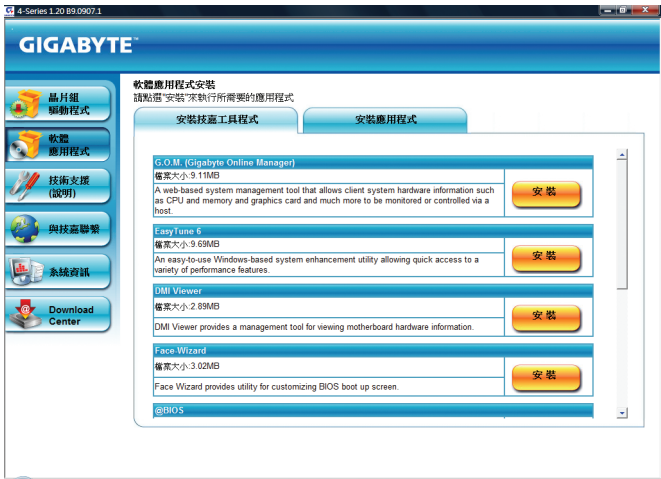 4-Series 1.20 B9.0907.1
GIGABYTE™
晶片組
驅動程式
軟體
應用程式
技術支援
(說明)
與技嘉聯繫
系統資訊
Download
Center
軟體應用程式安裝
請點選"安裝"來執行所需要的應用程式
安裝技嘉工具程式
安裝應用程式
G.O.M. (Gigabyte Online Manager)
檔案大小:9.11MB
A web-based system management tool that allows client system hardware information such
as CPU and memory and graphics card and much more to be monitored or controlled via a
host.
安裝
EasyTune 6
檔案大小:9.69MB
An easy-to-use Windows-based system enhancement utility allowing quick access to a
variety of performance features.
安裝
DMI Viewer
檔案大小:2.89MB
DMI Viewer provides a management tool for viewing motherboard hardware information.
安裝
Face-Wizard
檔案大小:3.02MB
Face Wizard provides utility for customizing BIOS boot up screen.
安裝
@BIOS